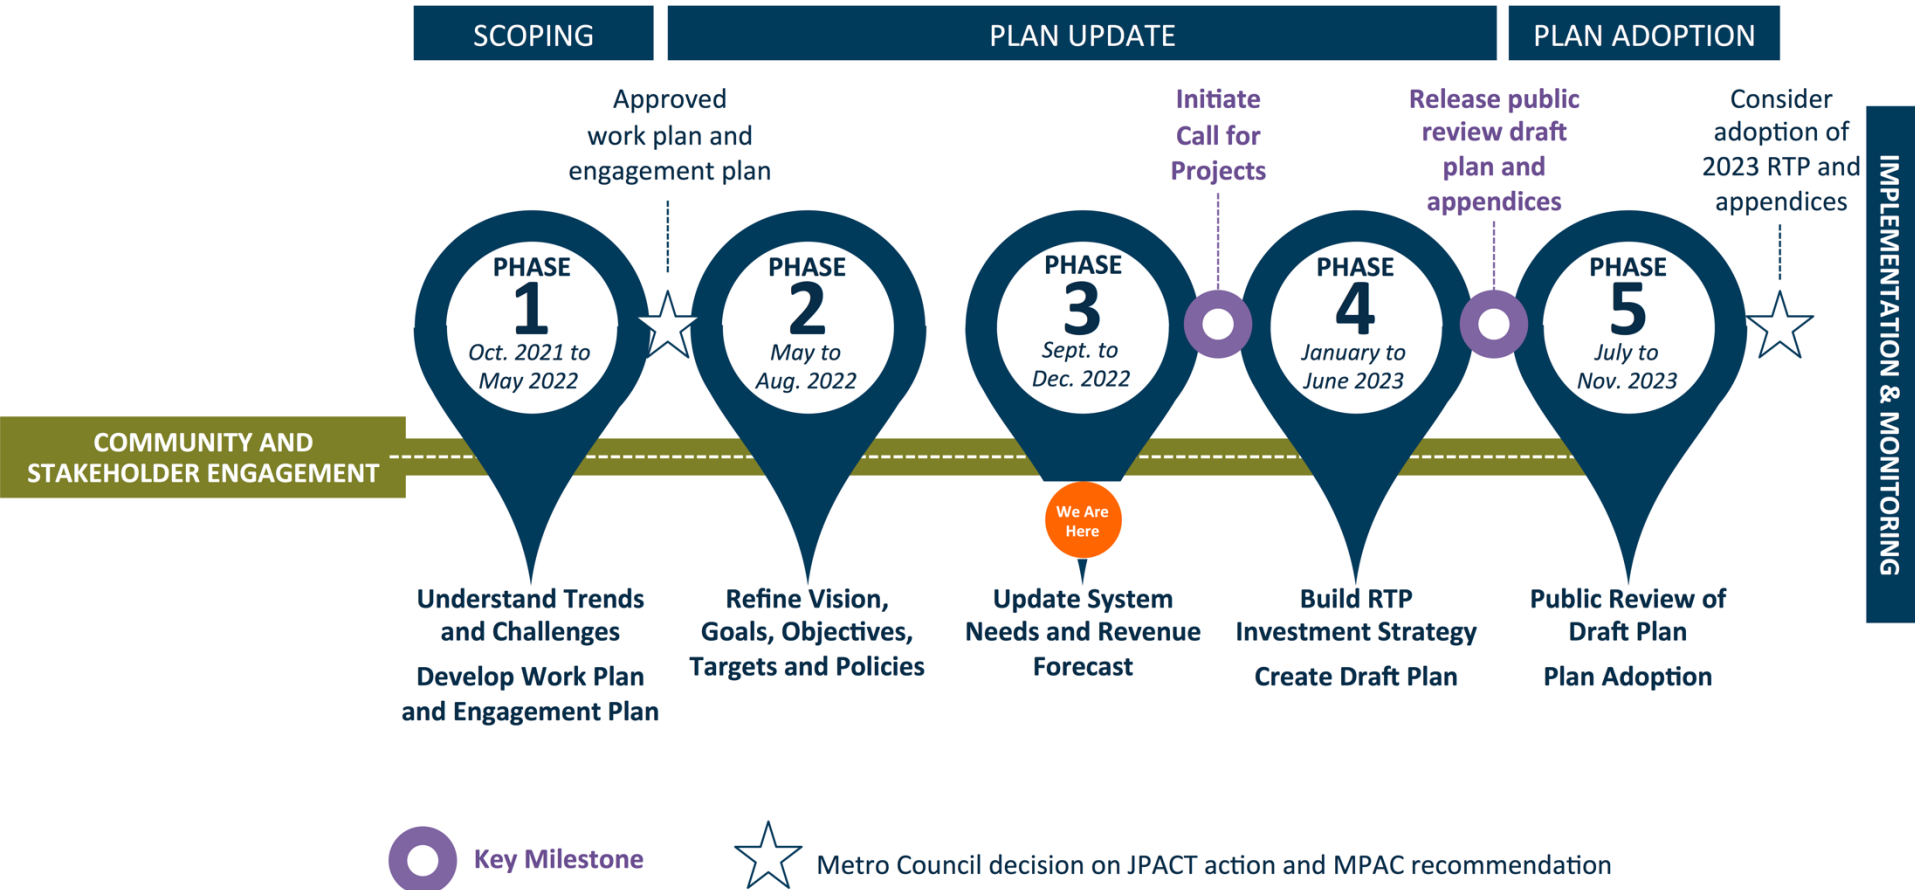 SCOPING
PLAN UPDATE
PLAN ADOPTION
Approved
work plan and
engagement plan
Initiate
Call for
Projects
Release public
review draft
plan and
appendices
Consider
adoption of
2023 RTP and
appendices
IMPLEMENTATION & MONITORING
PHASE
1
Oct. 2021 to
May 2022
PHASE
2
May to
Aug. 2022
PHASE
3
Sept. to
Dec. 2022
PHASE
4
January to
June 2023
PHASE
5
July to
Nov. 2023
COMMUNITY AND
STAKEHOLDER ENGAGEMENT
We Are
Here
Understand Trends
and Challenges
Develop Work Plan
and Engagement Plan
Refine Vision,
Goals, Objectives,
Targets and Policies
Update System
Needs and Revenue
Forecast
Build RTP
Investment Strategy
Create Draft Plan
Public Review of
Draft Plan
Plan Adoption
Key Milestone
Metro Council decision on JPACT action and MPAC recommendation